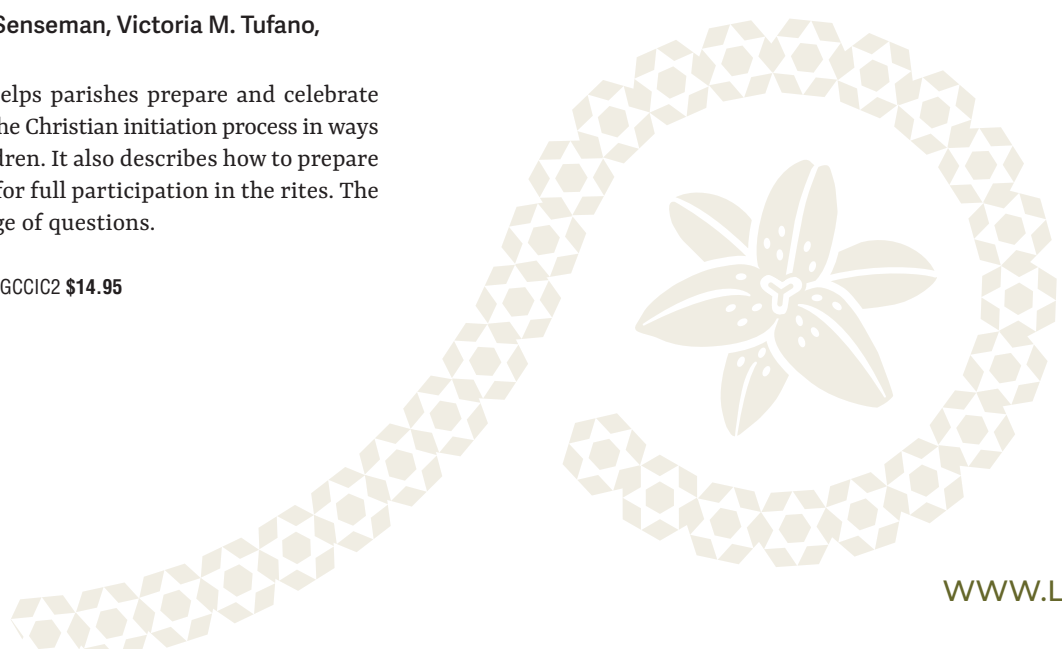 Senseman, Victoria M. Tufano,
elps parishes prepare and celebrate
he Christian initiation process in ways
dren. It also describes how to prepare
for full participation in the rites. The
ge of questions.
GCCIC2 $14.95
WWW.L